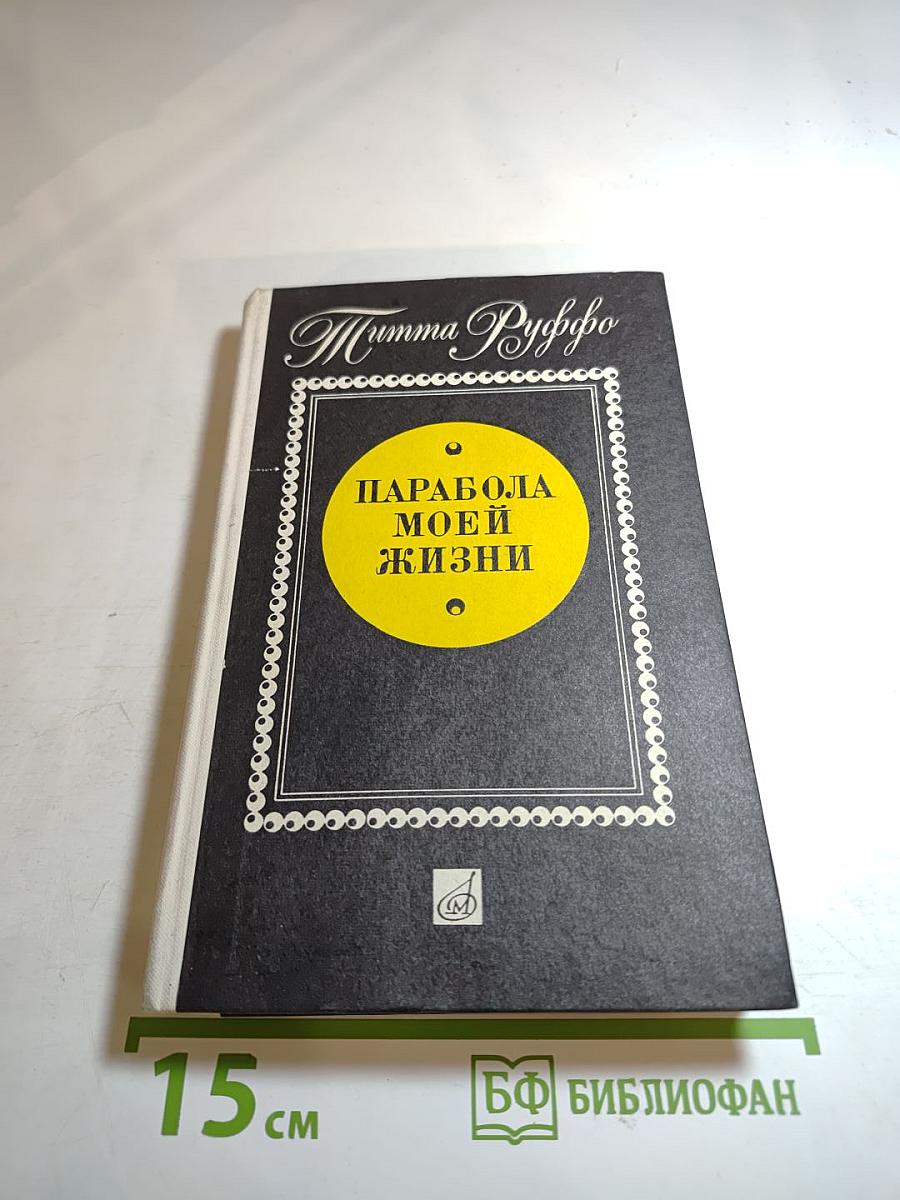 Титта Руффо
ПАРАБОЛА
МОЕЙ
ЖИЗНИ
М
15 см
БФ БИБЛИОФАН